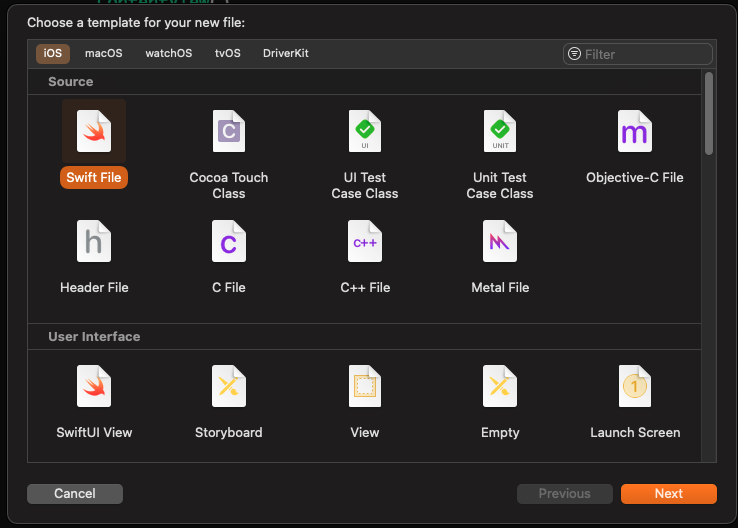 Choose a template for your new file:
iOS macOS watchOS tvOS DriverKit Filter
Source
C UI UNIT m
Swift File Cocoa Touch Class UI Test Case Class Unit Test Case Class Objective-C File
h C C++
Header File C File C++ File Metal File
User Interface
1
SwiftUI View Storyboard View Empty Launch Screen
Cancel Previous Next